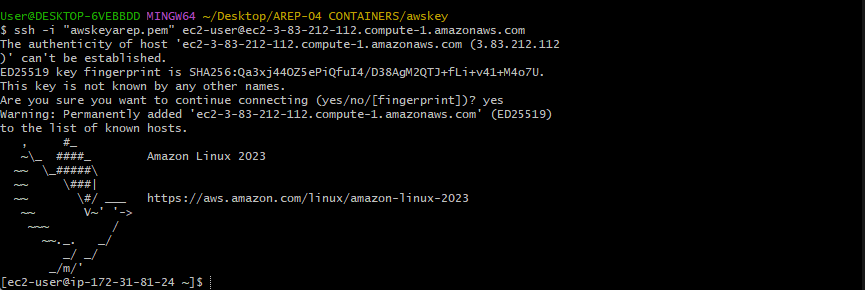 User@DESKTOP-6VEBBDD MINGW64 ~/Desktop/AREP-O4 CONTAINERS/awskey
$ ssh -i "awskeyarep.pem" ec2-user@ec2-3-83-212-112.compute-1.amazonaws.com
The authenticity of host 'ec2-3-83-212-112.compute-1.amazonaws.com (3.83.212.112
)' can't be established.
ED25519 key fingerprint is SHA256:Qa3xj44OZ5ePiQfuI4/D38AgM2QTJ+fLi+v41+M4o7U.
This key is not known by any other names.
Are you sure you want to continue connecting (yes/no/[fingerprint])? yes
Warning: Permanently added 'ec2-3-83-212-112.compute-1.amazonaws.com' (ED25519)
to the list of known hosts.
   ,     #_
   ~\_  ####_        Amazon Linux 2023
  ~~  \_#####\
  ~~     \###|
  ~~       \#/ ___   https://aws.amazon.com/linux/amazon-linux-2023
   ~~       V~' '->
    ~~~         /
      ~~._.   _/
         _/ _/
       _/m/'
[ec2-user@ip-172-31-81-24 ~]$